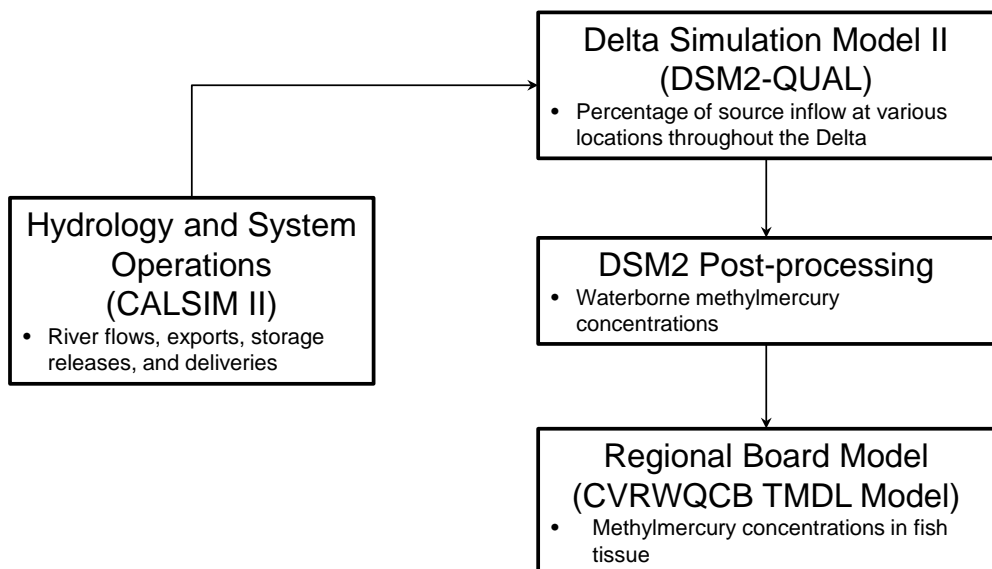 Delta Simulation Model II
(DSM2-QUAL)
• Percentage of source inflow at various
locations throughout the Delta
Hydrology and System
Operations
(CALSIM II)
• River flows, exports, storage
releases, and deliveries
DSM2 Post-processing
• Waterborne methylmercury
concentrations
Regional Board Model
(CVRWQCB TMDL Model)
• Methylmercury concentrations in fish
tissue